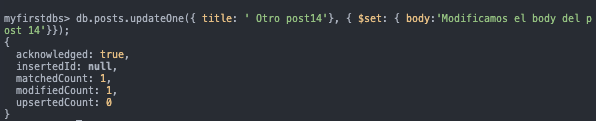 myfirstdbs> db.posts.updateOne({ title: ' Otro post14'}, { $set: { body:'Modificamos el body del p
ost 14'}});
{
  acknowledged: true,
  insertedId: null,
  matchedCount: 1,
  modifiedCount: 1,
  upsertedCount: 0
}